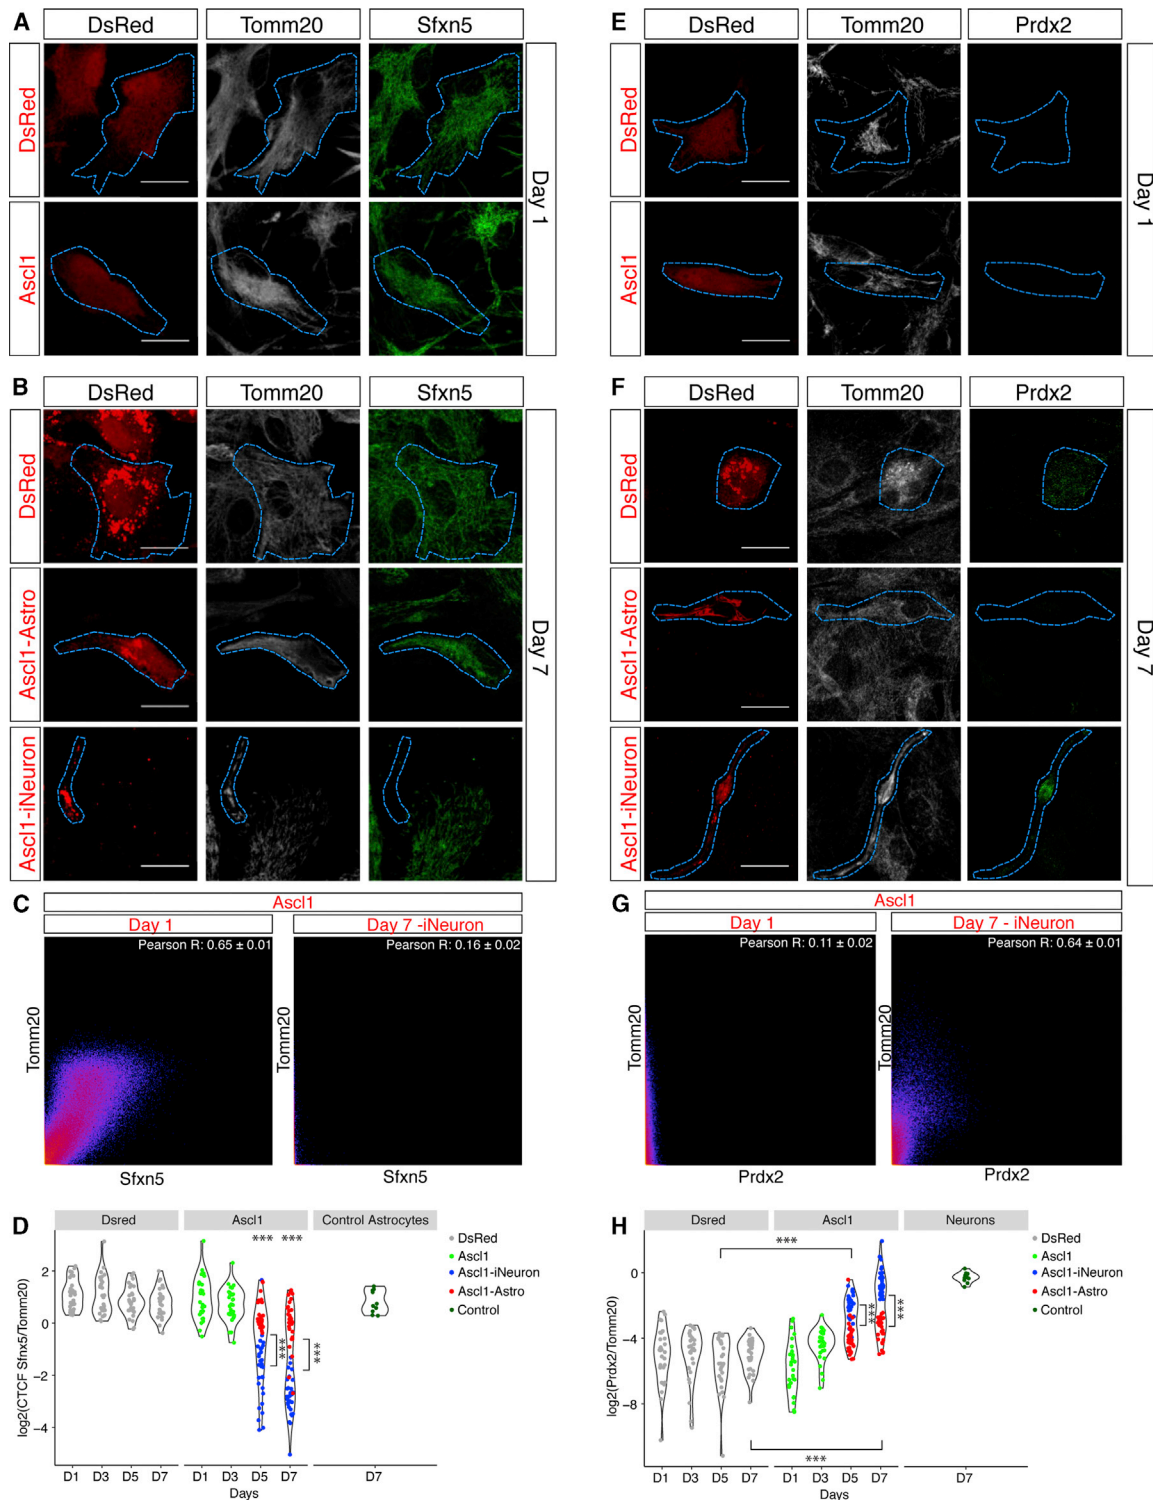 A
DsRed
Tomm20
Sfxn5
DsRed
Ascl1
Day 1
B
DsRed
Tomm20
Sfxn5
DsRed
Ascl1-Astro
Ascl1-iNeuron
Day 7
C
Ascl1
Day 1
Day 7 -iNeuron
Pearson R: 0.65 ± 0.01
Pearson R: 0.16 ± 0.02
Tomm20
Tomm20
Sfxn5
Sfxn5
D
Dsred
Ascl1
Control Astrocytes
*** ***
***
***
log2(CTCF Sfxn5/Tomm20)
2
0
−2
−4
D1 D3 D5 D7
D1 D3 D5 D7
D7
Days
DsRed
Ascl1
Ascl1-iNeuron
Ascl1-Astro
Control
E
DsRed
Tomm20
Prdx2
DsRed
Ascl1
Day 1
F
DsRed
Tomm20
Prdx2
DsRed
Ascl1-Astro
Ascl1-iNeuron
Day 7
G
Ascl1
Day 1
Day 7 - iNeuron
Pearson R: 0.11 ± 0.02
Pearson R: 0.64 ± 0.01
Tomm20
Tomm20
Prdx2
Prdx2
H
Dsred
Ascl1
Neurons
***
***
***
***
log2(Prdx2/Tomm20)
0
−4
−8
D1 D3 D5 D7
D1 D3 D5 D7
D7
Days
DsRed
Ascl1
Ascl1-iNeuron
Ascl1-Astro
Control